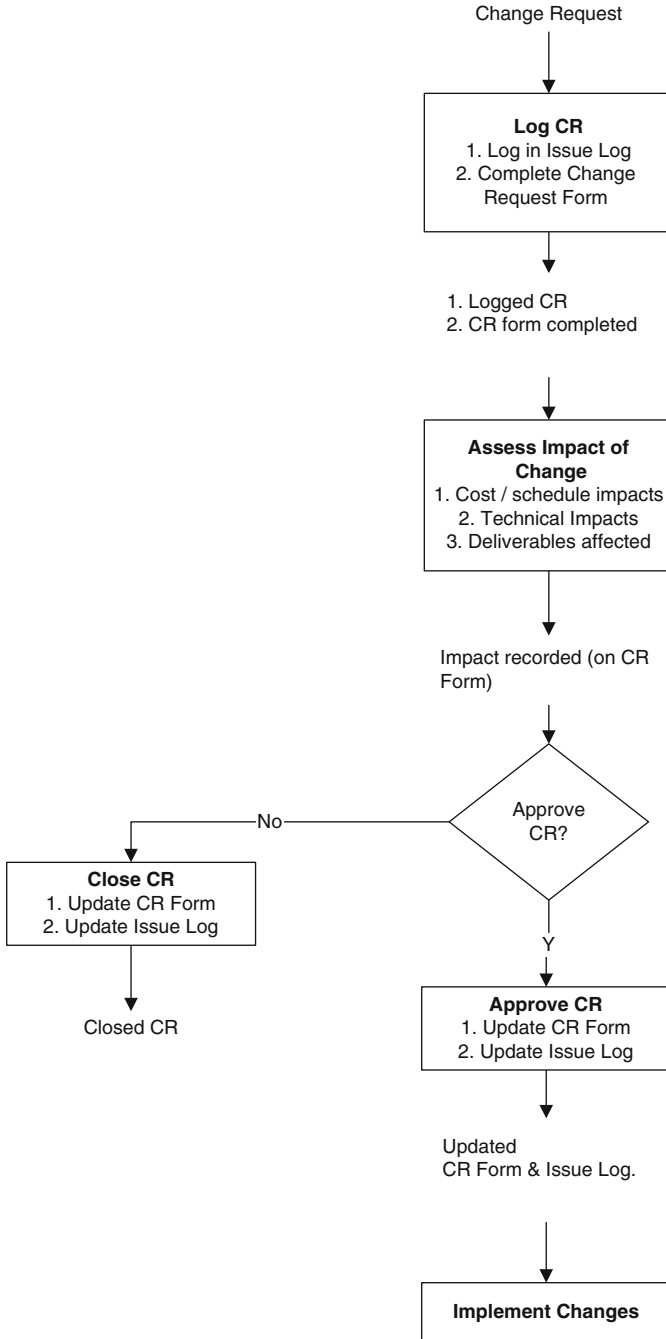 Change Request
Log CR
1. Log in Issue Log
2. Complete Change
Request Form
1. Logged CR
2. CR form completed
Assess Impact of
Change
1. Cost / schedule impacts
2. Technical Impacts
3. Deliverables affected
Impact recorded (on CR
Form)
Approve
CR?
No
Close CR
1. Update CR Form
2. Update Issue Log
Closed CR
Y
Approve CR
1. Update CR Form
2. Update Issue Log
Updated
CR Form & Issue Log.
Implement Changes